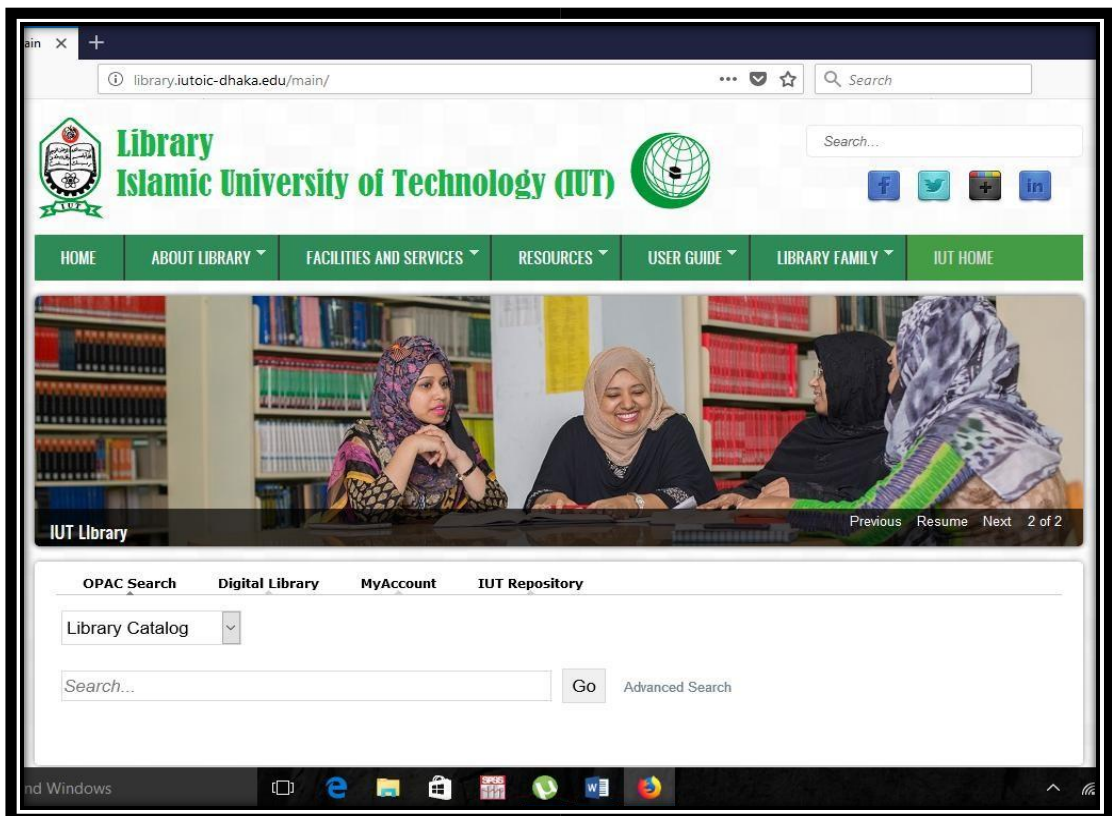 ain × +
library.iutoic-dhaka.edu/main/
Search
Library
Islamic University of Technology (IUT)
Search...
IUT
HOME ABOUT LIBRARY FACILITIES AND SERVICES RESOURCES USER GUIDE LIBRARY FAMILY IUT HOME
IUT LIbrary
Previous Resume Next 2 of 2
OPAC Search Digital Library MyAccount IUT Repository
Library Catalog
Search... Go Advanced Search
nd Windows
SPSS